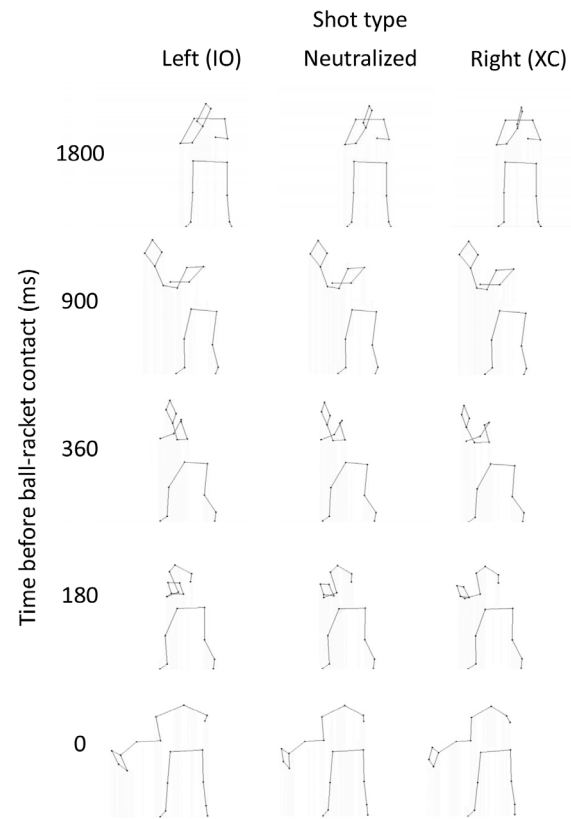 Shot type
Left (IO) Neutralized Right (XC)
Time before ball-racket contact (ms)
1800
900
360
180
0